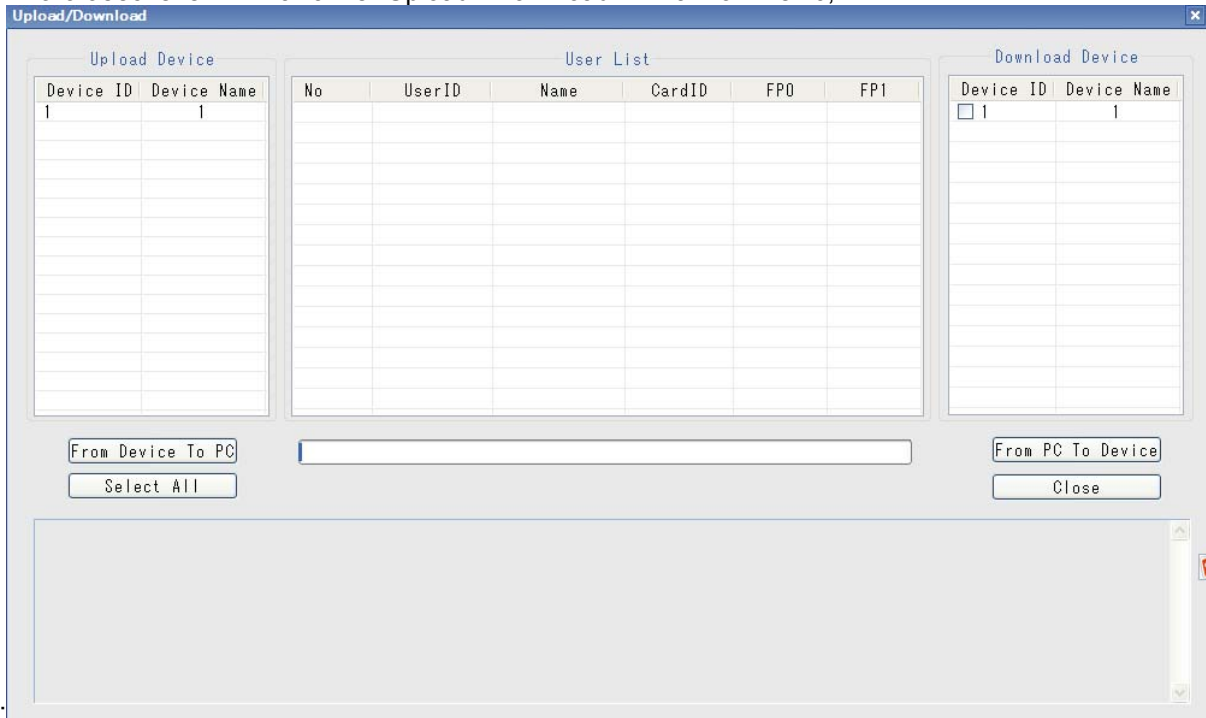 Upload/Download
Upload Device
Device ID Device Name
1 1
User List
No UserID Name CardID FP0 FP1
Download Device
Device ID Device Name
1 1
From Device To PC
Select All
From PC To Device
Close
.